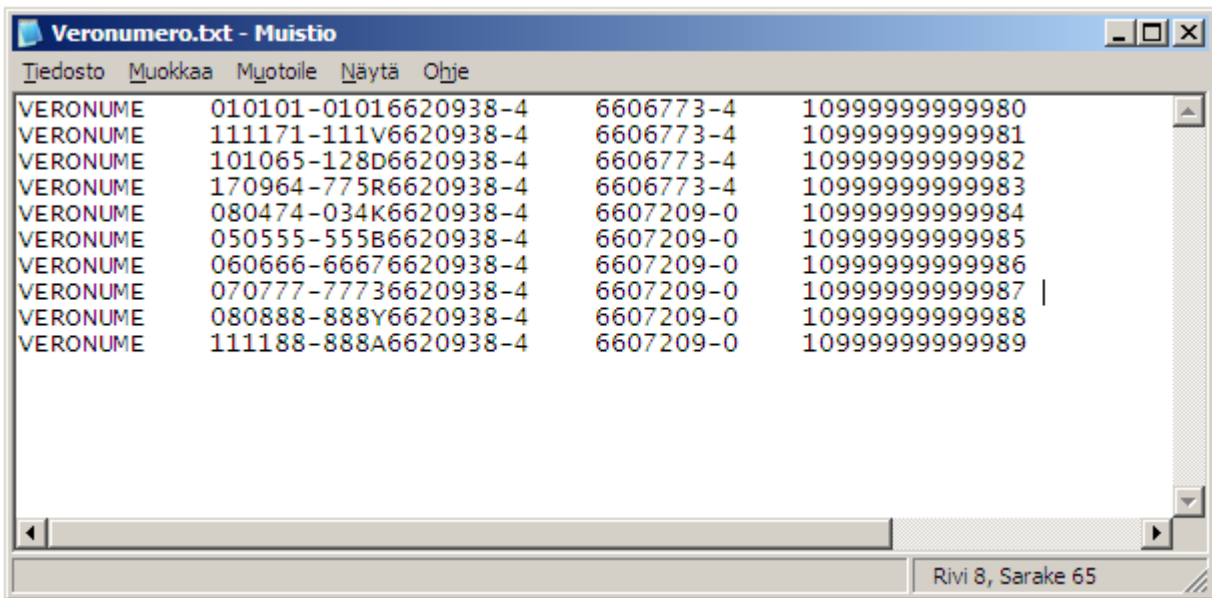 Veronumero.txt - Muistio
Tiedosto Muokkaa Muotoile Näytä Ohje
VERONUME 010101-01016620938-4 6606773-4 10999999999980
VERONUME 111171-111V6620938-4 6606773-4 10999999999981
VERONUME 101065-128D6620938-4 6606773-4 10999999999982
VERONUME 170964-775R6620938-4 6606773-4 10999999999983
VERONUME 080474-034K6620938-4 6607209-0 10999999999984
VERONUME 050555-555B6620938-4 6607209-0 10999999999985
VERONUME 060666-66676620938-4 6607209-0 10999999999986
VERONUME 070777-77736620938-4 6607209-0 10999999999987
VERONUME 080888-888Y6620938-4 6607209-0 10999999999988
VERONUME 111188-888A6620938-4 6607209-0 10999999999989
Rivi 8, Sarake 65